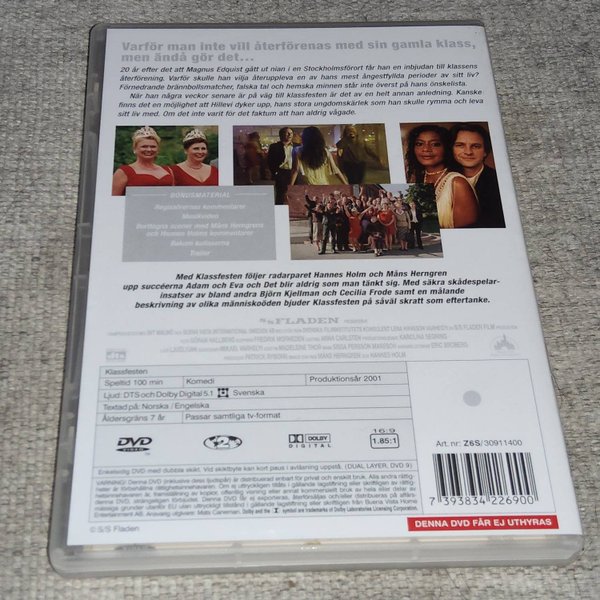 Varför man inte vill återförenas med sin gamla klass,
men ändå gör det...
20 år efter det att Magnus Edquist gått ut nian i en Stockholmsförort får han en inbjudan till klassens
återförening. Varför skulle han vilja återuppleva en av hans mest ångestfyllda perioder av sitt liv?
Förnedrande brännbollsmatcher, falska tal och hemska minnen står inte överst på hans önskelista.
När han några veckor senare är på väg till klassfesten är det av en helt annan anledning. Kanske
finns det en möjlighet att Hillevi dyker upp, hans stora ungdomskärlek som han skulle rymma och leva
sitt liv med. Om det inte varit för det faktum att han aldrig vågade.
BONUSMATERIAL
Regissörernas kommentarer
Musikvideo
Borttagna scener med Måns Herngrens
och Hannes Holms kommentarer
Bakom kulisserna
Trailer
Med Klassfesten följer radarparet Hannes Holm och Måns Herngren
upp succéerna Adam och Eva och Det blir aldrig som man tänkt sig. Med säkra skådespelar-
insatser av bland andra Björn Kjellman och Cecilia Frode samt en målande
beskrivning av olika människoöden bjuder Klassfesten på såväl skratt som eftertanke.
S/S FLADEN
dts
Klassfesten
Speltid 100 min Komedi Produktionsår 2001
Ljud: DTS och Dolby Digital 5.1 Svenska
Textad på: Norska / Engelska
Åldersgräns 7 år Passar samtliga tv-format
DVD VIDEO 2 DOLBY DIGITAL 16:9 1.85:1
Art. nr: Z6S/30911400
Enkelsidig DVD med dubbla skikt. Vid skiktbyte kan kort paus i avläsning uppstå. (DUAL LAYER, DVD 9)
7 393834 226900
© S/S Fladen
DENNA DVD FÅR EJ UTHYRAS